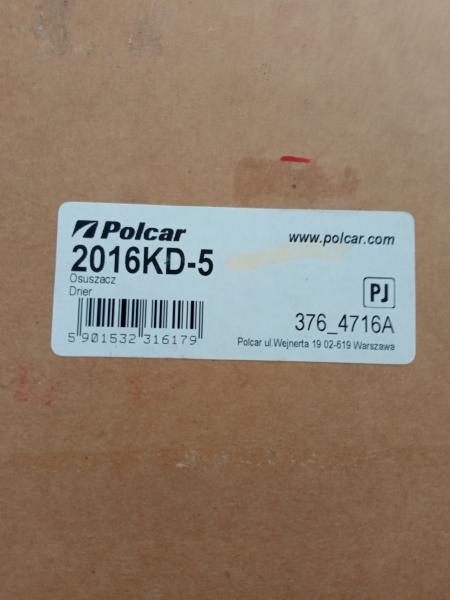 Polcar
www.polcar.com
2016KD-5
Osuszacz
Drier
PJ
376_4716A
5 901532 316179
Polcar ul.Wejnerta 19 02-619 Warszawa